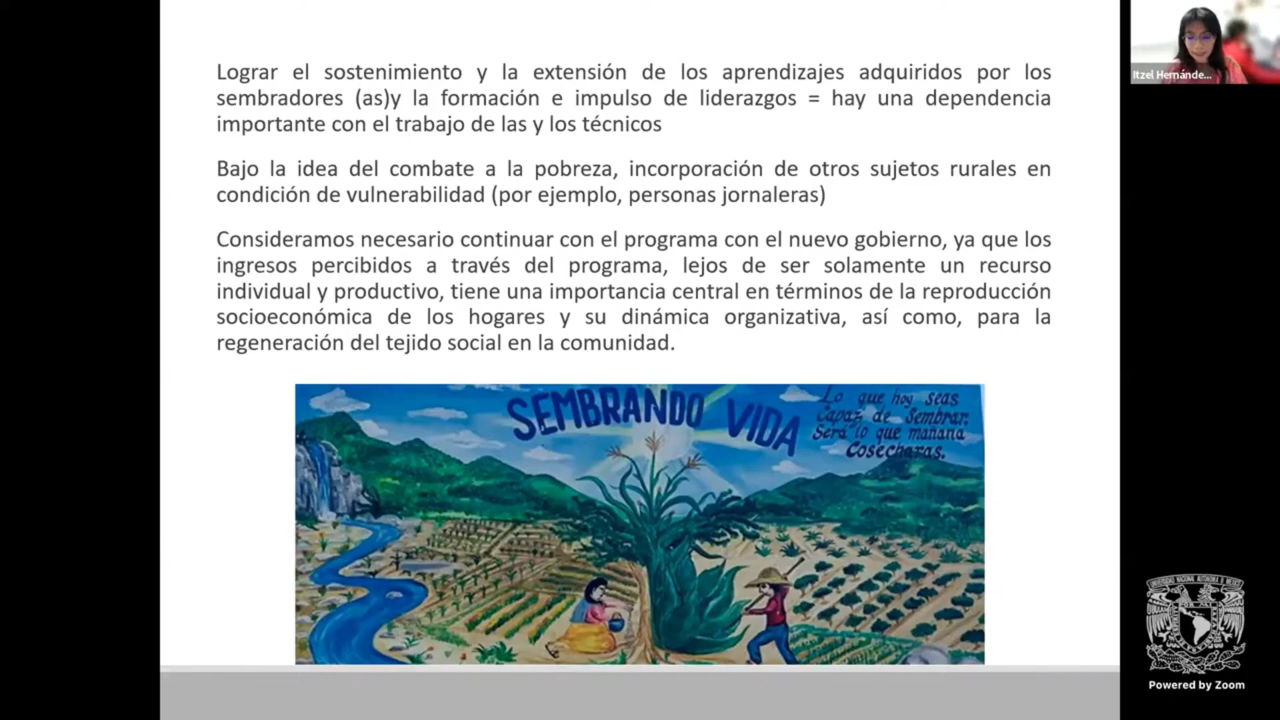 Lograr el sostenimiento y la extensión de los aprendizajes adquiridos por los
sembradores (as)y la formación e impulso de liderazgos = hay una dependencia
importante con el trabajo de las y los técnicos
Bajo la idea del combate a la pobreza, incorporación de otros sujetos rurales en
condición de vulnerabilidad (por ejemplo, personas jornaleras)
Consideramos necesario continuar con el programa con el nuevo gobierno, ya que los
ingresos percibidos a través del programa, lejos de ser solamente un recurso
individual y productivo, tiene una importancia central en términos de la reproducción
socioeconómica de los hogares y su dinámica organizativa, así como, para la
regeneración del tejido social en la comunidad.
SEMBRANDO VIDA
Lo que hoy seas
Capaz de Sembrar.
Será lo que mañana
Cosecharas.
Itzel Hernánde...
Powered by Zoom